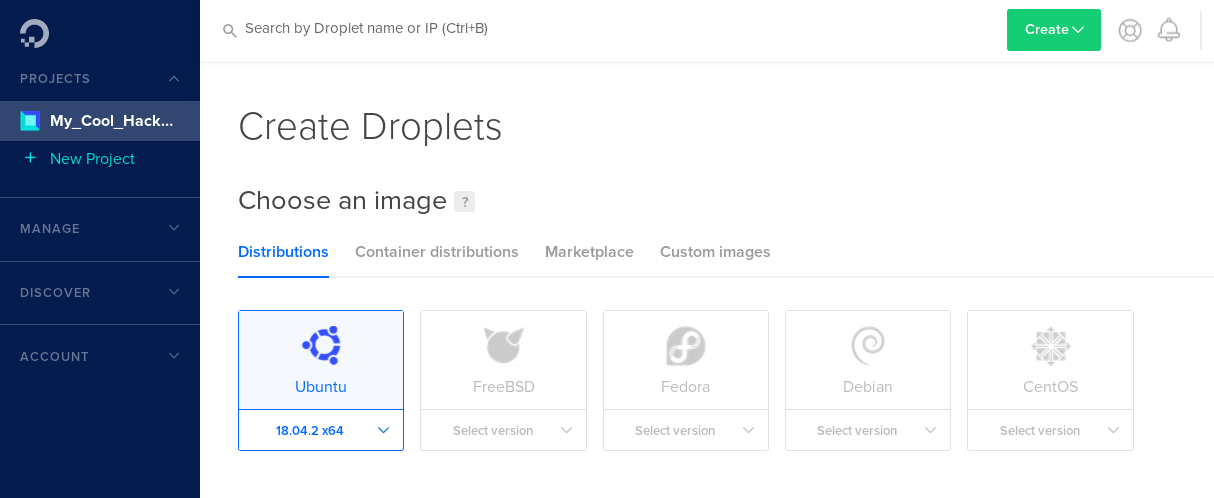 Search by Droplet name or IP (Ctrl+B)
Create
PROJECTS
My_Cool_Hack...
New Project
MANAGE
DISCOVER
ACCOUNT
Create Droplets
Choose an image ?
Distributions Container distributions Marketplace Custom images
Ubuntu FreeBSD Fedora Debian CentOS
18.04.2 x64 Select version Select version Select version Select version